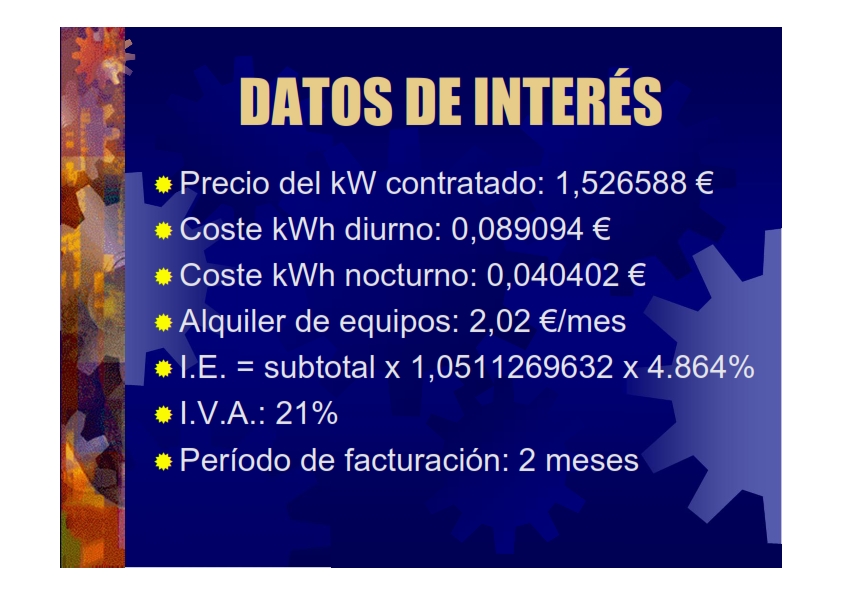 DATOS DE INTERÉS
Precio del kW contratado: 1,526588 €
Coste kWh diurno: 0,089094 €
Coste kWh nocturno: 0,040402 €
Alquiler de equipos: 2,02 €/mes
I.E. = subtotal x 1,0511269632 x 4.864%
I.V.A.: 21%
Período de facturación: 2 meses